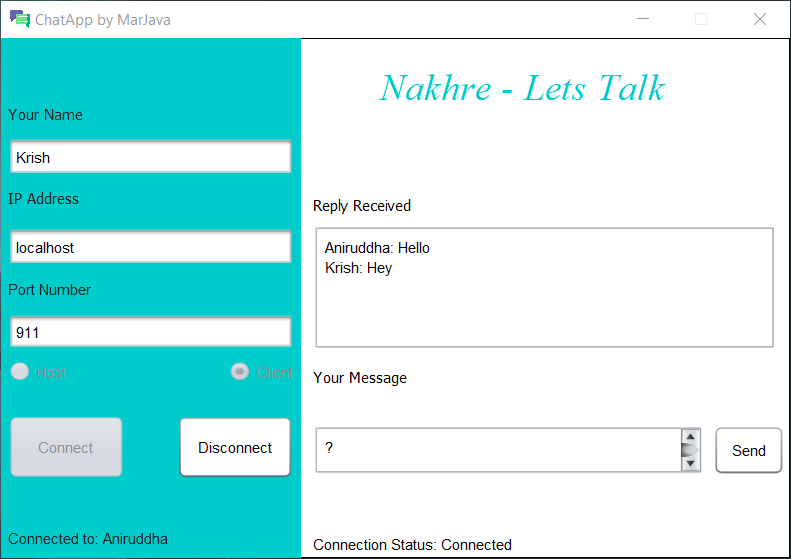 ChatApp by MarJava
Nakhre - Lets Talk
Your Name
Krish
IP Address
localhost
Port Number
911
Host
Client
Connect
Disconnect
Connected to: Aniruddha
Reply Received
Aniruddha: Hello
Krish: Hey
Your Message
?
Send
Connection Status: Connected